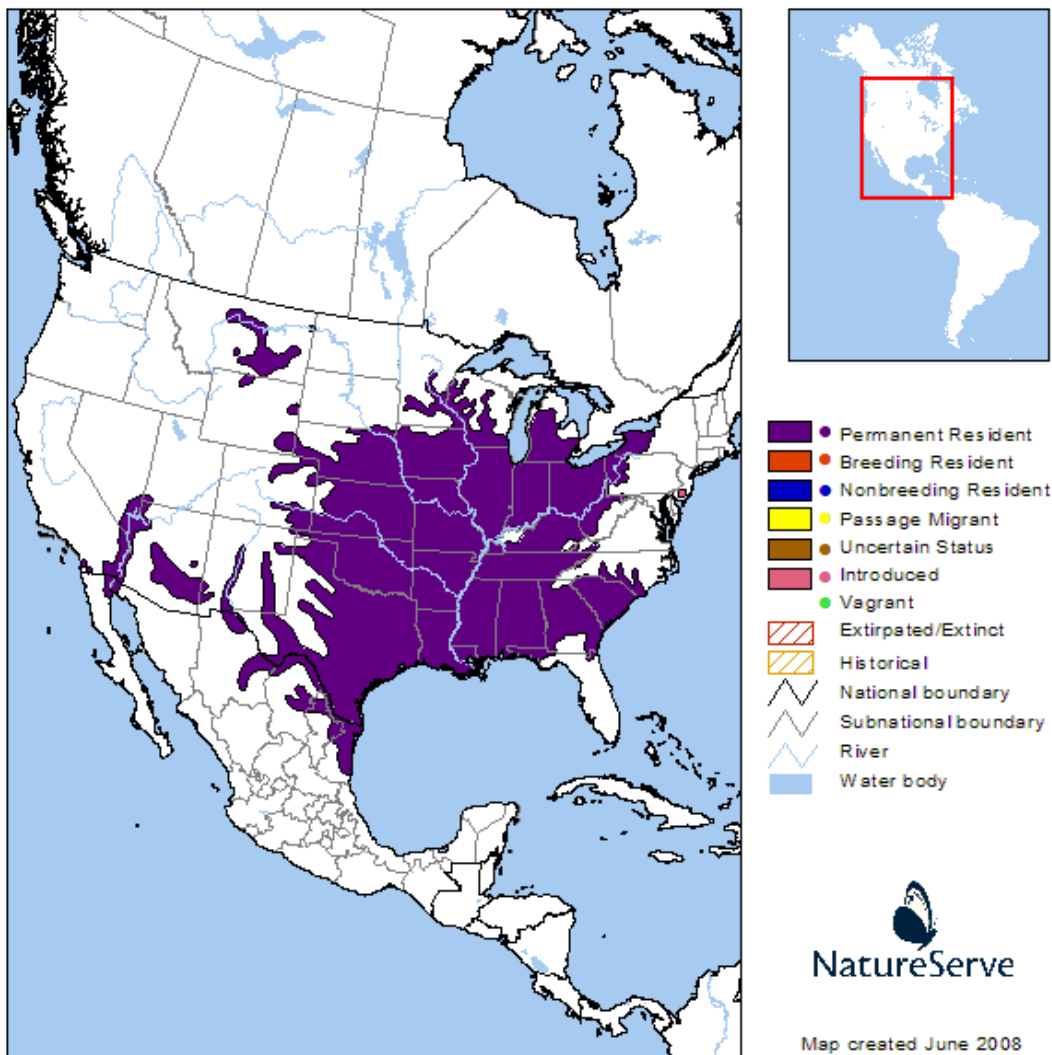 Permanent Resident
Breeding Resident
Nonbreeding Resident
Passage Migrant
Uncertain Status
Introduced
Vagrant
Extirpated/Extinct
Historical
National boundary
Subnational boundary
River
Water body
NatureServe
Map created June 2008